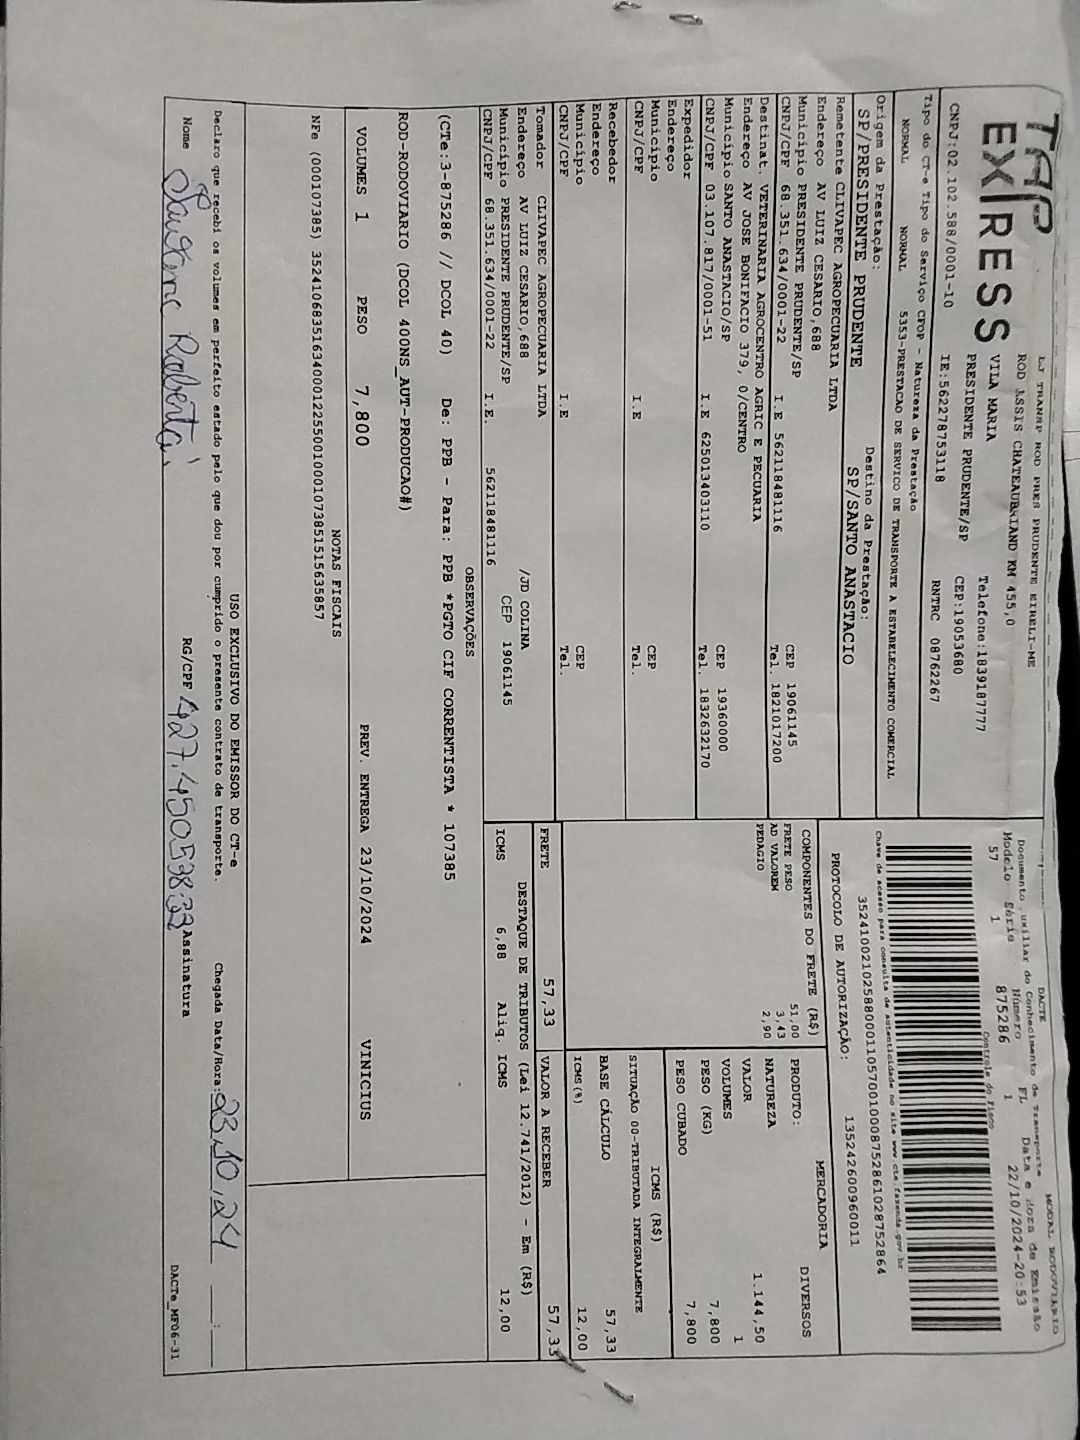 TAP
EX|RESS
LJ TRANSP ROD PRES PRUDENTE EIRELI-ME
ROD ASSIS CHATEAUBRIAND KM 455,0
VILA MARIA Telefone:1839187777
PRESIDENTE PRUDENTE/SP CEP:19053680
CNPJ:02.102.588/0001-10 IE:562278753118 RNTRC 08762267
Tipo do CT-e Tipo do Serviço CFOP - Natureza da Prestação
NORMAL NORMAL 5353-PRESTACAO DE SERVICO DE TRANSPORTE A ESTABELECIMENTO COMERCIAL
Origem da Prestação: Destino da Prestação:
SP/PRESIDENTE PRUDENTE SP/SANTO ANASTACIO
DACTE MODAL RODOVIARIO
Documento uxiliar do Conhecimento de Transporte
Modelo Série Número FL Data e Hora de Emissão
57 1 875286 1 22/10/2024-20:53
Controle do Fisco
Chave de acesso para consulta de autenticidade no site www.cte.fazenda.gov.br
35241002102588000110570010008752861028752864
PROTOCOLO DE AUTORIZAÇÃO: 135242600960011
Remetente CLIVAPEC AGROPECUARIA LTDA
Endereço AV LUIZ CESARIO,688
Município PRESIDENTE PRUDENTE/SP CEP 19061145
CNPJ/CPF 68.351.634/0001-22 I.E 562118481116 Tel. 1821017200
Destinat. VETERINARIA AGROCENTRO AGRIC E PECUARIA
Endereço AV JOSE BONIFACIO 379, 0/CENTRO
Município SANTO ANASTACIO/SP CEP 19360000
CNPJ/CPF 03.107.817/0001-51 I.E 625013403110 Tel. 1832632170
Expedidor
Endereço
Município CEP
CNPJ/CPF I.E Tel.
Recebedor
Endereço
Município CEP
CNPJ/CPF I.E Tel.
Tomador CLIVAPEC AGROPECUARIA LTDA
Endereço AV LUIZ CESARIO,688 /JD COLINA
Município PRESIDENTE PRUDENTE/SP CEP 19061145
CNPJ/CPF 68.351.634/0001-22 I.E. 562118481116
COMPONENTES DO FRETE (R$)
FRETE PESO 51,00
AD VALOREM 3,43
PEDAGIO 2,90
MERCADORIA
PRODUTO: DIVERSOS
NATUREZA
VALOR 1.144,50
VOLUMES 1
PESO (KG) 7,800
PESO CUBADO 7,800
ICMS (R$)
SITUAÇÃO 00-TRIBUTADA INTEGRALMENTE
BASE CÁLCULO 57,33
ICMS (%) 12,00
FRETE 57,33 VALOR A RECEBER 57,33
DESTAQUE DE TRIBUTOS (Lei 12.741/2012) - Em (R$)
ICMS 6,88 Aliq. ICMS 12,00
OBSERVAÇÕES
(CTe:3-875286 // DCOL 40) De: PPB - Para: PPB *PGTO CIF CORRENTISTA * 107385
ROD-RODOVIARIO (DCOL 400NS_AUT-PRODUCAO#)
VOLUMES 1 PESO 7,800 PREV. ENTREGA 23/10/2024 VINICIUS
NOTAS FISCAIS
NFe (000107385) 35241068351634000122550010001073851515635857
USO EXCLUSIVO DO EMISSOR DO CT-e
Declaro que recebi os volumes em perfeito estado pelo que dou por cumprido o presente contrato de transporte. Chegada Data/Hora: 23,10,24 :
Nome Roberta RG/CPF 427.450538:32 Assinatura
DACTe_MF06-31